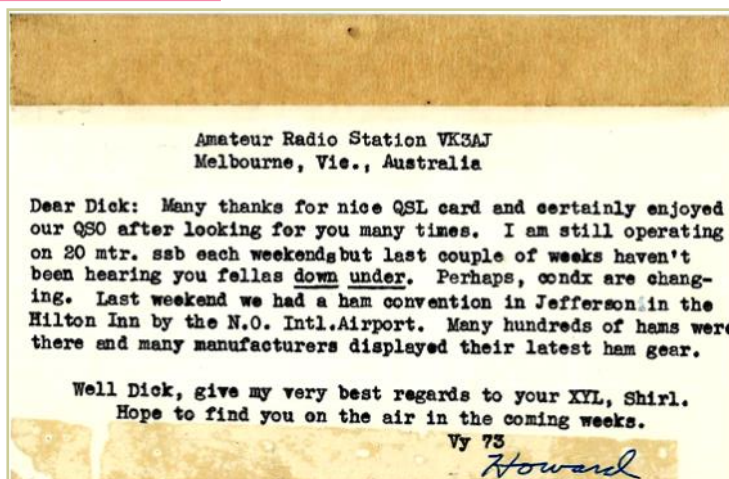 Amateur Radio Station VK3AJ
Melbourne, Vic., Australia
Dear Dick: Many thanks for nice QSL card and certainly enjoyed
our QSO after looking for you many times. I am still operating
on 20 mtr. ssb each weekendsbut last couple of weeks haven't
been hearing you fellas down under. Perhaps, condx are chang-
ing. Last weekend we had a ham convention in Jefferson in the
Hilton Inn by the N.O. Intl.Airport. Many hundreds of hams were
there and many manufacturers displayed their latest ham gear.
Well Dick, give my very best regards to your XYL, Shirl.
Hope to find you on the air in the coming weeks.
Vy 73
Howard